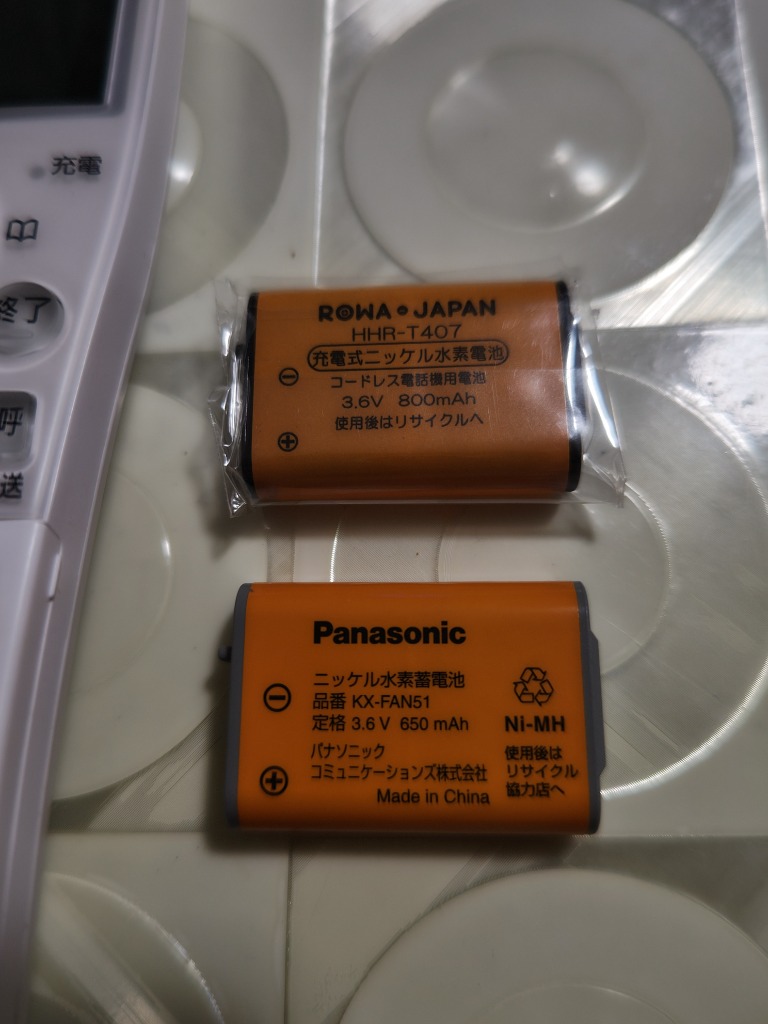 充電
終了
呼
送
ROWA JAPAN
HHR-T407
充電式ニッケル水素電池
コードレス電話機用電池
3.6V 800mAh
使用後はリサイクルへ
⊖
⊕
Panasonic
ニッケル水素蓄電池
品番 KX-FAN51
定格 3.6V 650 mAh
パナソニック
コミュニケーションズ株式会社
Made in China
⊖
⊕
Ni-MH
使用後は
リサイクル
協力店へ